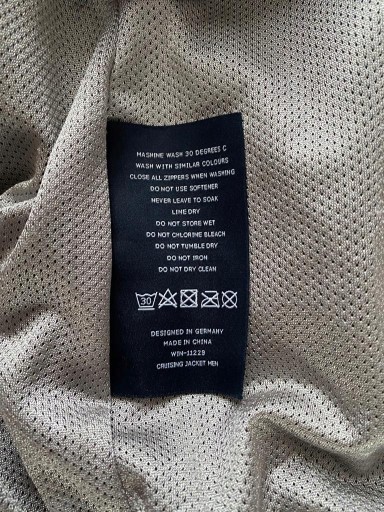 MASHINE WASH 30 DEGREES C
WASH WITH SIMILAR COLOURS
CLOSE ALL ZIPPERS WHEN WASHING
DO NOT USE SOFTENER
NEVER LEAVE TO SOAK
LIME DRY
DO NOT STORE WET
DO NOT CHLORINE BLEACH
DO NOT TUMBLE DRY
DO NOT IRON
DO NOT DRY CLEAN
30
DESIGNED IN GERMANY
MADE IN CHINA
WIN-11229
CRUISING JACKET MEN